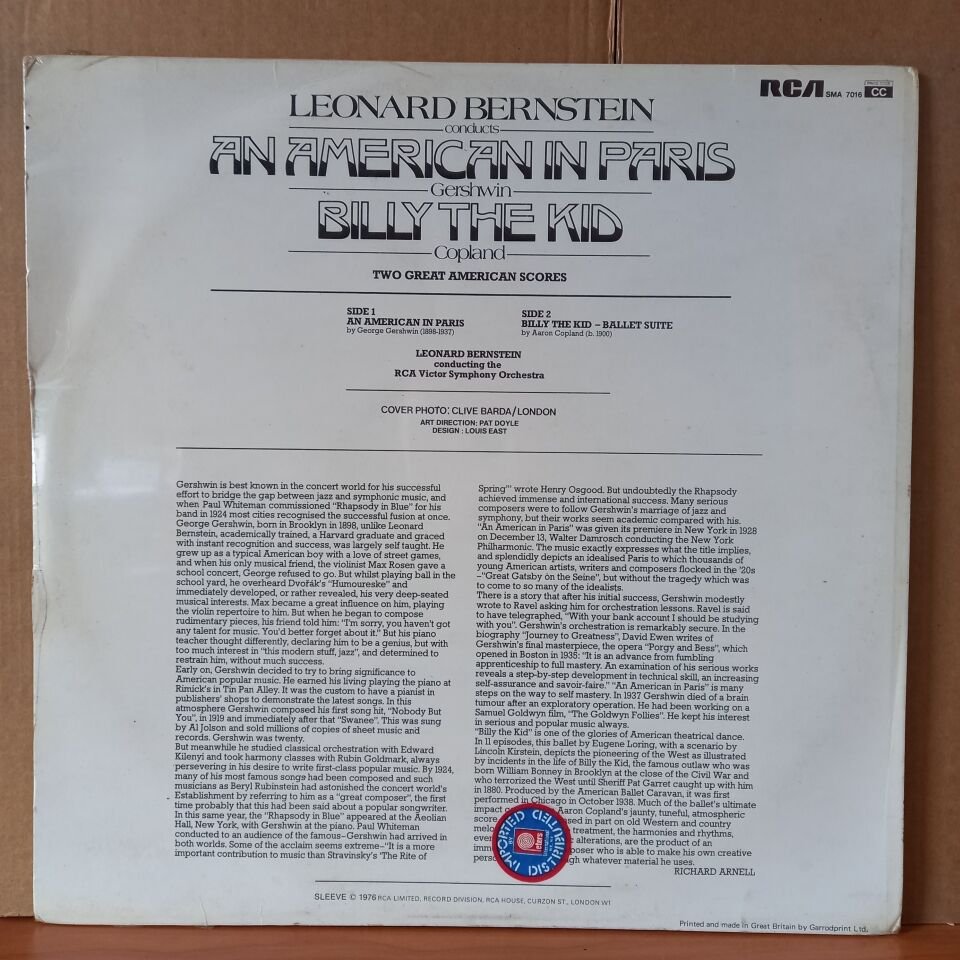 RCA SMA 7016 CC
LEONARD BERNSTEIN
conducts
AN AMERICAN IN PARIS
Gershwin
BILLY THE KID
Copland
TWO GREAT AMERICAN SCORES
SIDE 1
AN AMERICAN IN PARIS
by George Gershwin (1898-1937)
SIDE 2
BILLY THE KID – BALLET SUITE
by Aaron Copland (b. 1900)
LEONARD BERNSTEIN
conducting the
RCA Victor Symphony Orchestra
COVER PHOTO: CLIVE BARDA/LONDON
ART DIRECTION: PAT DOYLE
DESIGN : LOUIS EAST
Gershwin is best known in the concert world for his successful
effort to bridge the gap between jazz and symphonic music, and
when Paul Whiteman commissioned "Rhapsody in Blue" for his
band in 1924 most cities recognised the successful fusion at once.
George Gershwin, born in Brooklyn in 1898, unlike Leonard
Bernstein, academically trained, a Harvard graduate and graced
with instant recognition and success, was largely self taught. He
grew up as a typical American boy with a love of street games,
and when his only musical friend, the violinist Max Rosen gave a
school concert, George refused to go. But whilst playing ball in the
school yard, he overheard Dvořák's "Humoureske" and
immediately developed, or rather revealed, his very deep-seated
musical interests. Max became a great influence on him, playing
the violin repertoire to him. But when he began to compose
rudimentary pieces, his friend told him: "I'm sorry, you haven't got
any talent for music. You'd better forget about it." But his piano
teacher thought differently, declaring him to be a genius, but with
too much interest in "this modern stuff, jazz", and determined to
restrain him, without much success.
Early on, Gershwin decided to try to bring significance to
American popular music. He earned his living playing the piano at
Rimick's in Tin Pan Alley. It was the custom to have a pianist in
publishers' shops to demonstrate the latest songs. In this
atmosphere Gershwin composed his first song hit, "Nobody But
You", in 1919 and immediately after that "Swanee". This was sung
by Al Jolson and sold millions of copies of sheet music and
records. Gershwin was twenty.
But meanwhile he studied classical orchestration with Edward
Kilenyi and took harmony classes with Rubin Goldmark, always
persevering in his desire to write first-class popular music. By 1924,
many of his most famous songs had been composed and such
musicians as Beryl Rubinstein had astonished the concert world's
Establishment by referring to him as a "great composer", the first
time probably that this had been said about a popular songwriter.
In this same year, the "Rhapsody in Blue" appeared at the Aeolian
Hall, New York, with Gershwin at the piano. Paul Whiteman
conducted to an audience of the famous–Gershwin had arrived in
both worlds. Some of the acclaim seems extreme–"It is a more
important contribution to music than Stravinsky's 'The Rite of
Spring'" wrote Henry Osgood. But undoubtedly the Rhapsody
achieved immense and international success. Many serious
composers were to follow Gershwin's marriage of jazz and
symphony, but their works seem academic compared with his.
"An American in Paris" was given its premiere in New York in 1928
on December 13, Walter Damrosch conducting the New York
Philharmonic. The music exactly expresses what the title implies,
and splendidly depicts an idealised Paris to which thousands of
young American artists, writers and composers flocked in the '20s
–"Great Gatsby on the Seine", but without the tragedy which was
to come to so many of the idealists.
There is a story that after his initial success, Gershwin modestly
wrote to Ravel asking him for orchestration lessons. Ravel is said
to have telegraphed, "With your bank account I should be studying
with you". Gershwin's orchestration is remarkably secure. In the
biography "Journey to Greatness", David Ewen writes of
Gershwin's final masterpiece, the opera "Porgy and Bess", which
opened in Boston in 1935: "It is an advance from fumbling
apprenticeship to full mastery. An examination of his serious works
reveals a step-by-step development in technical skill, an increasing
self-assurance and savoir-faire." "An American in Paris" is many
steps on the way to self mastery. In 1937 Gershwin died of a brain
tumour after an exploratory operation. He had been working on a
Samuel Goldwyn film, "The Goldwyn Follies". He kept his interest
in serious and popular music always.
"Billy the Kid" is one of the glories of American theatrical dance.
In 11 episodes, this ballet by Eugene Loring, with a scenario by
Lincoln Kirstein, depicts the pioneering of the West as illustrated
by incidents in the life of Billy the Kid, the famous outlaw who was
born William Bonney in Brooklyn at the close of the Civil War and
who terrorized the West until Sheriff Pat Garret caught up with him
in 1880. Produced by the American Ballet Caravan, it was first
performed in Chicago in October 1938. Much of the ballet's ultimate
impact Aaron Copland's jaunty, tuneful, atmospheric
score in part on old Western and country
treatment, the harmonies and rhythms,
alterations, are the product of an
who is able to make his own creative
whatever material he uses.
RICHARD ARNELL
IMPORTED
DISTRIBUTED
BY
peters
SLEEVE © 1976 RCA LIMITED, RECORD DIVISION, RCA HOUSE, CURZON ST., LONDON W1
Printed and made in Great Britain by Garrodprint Ltd.